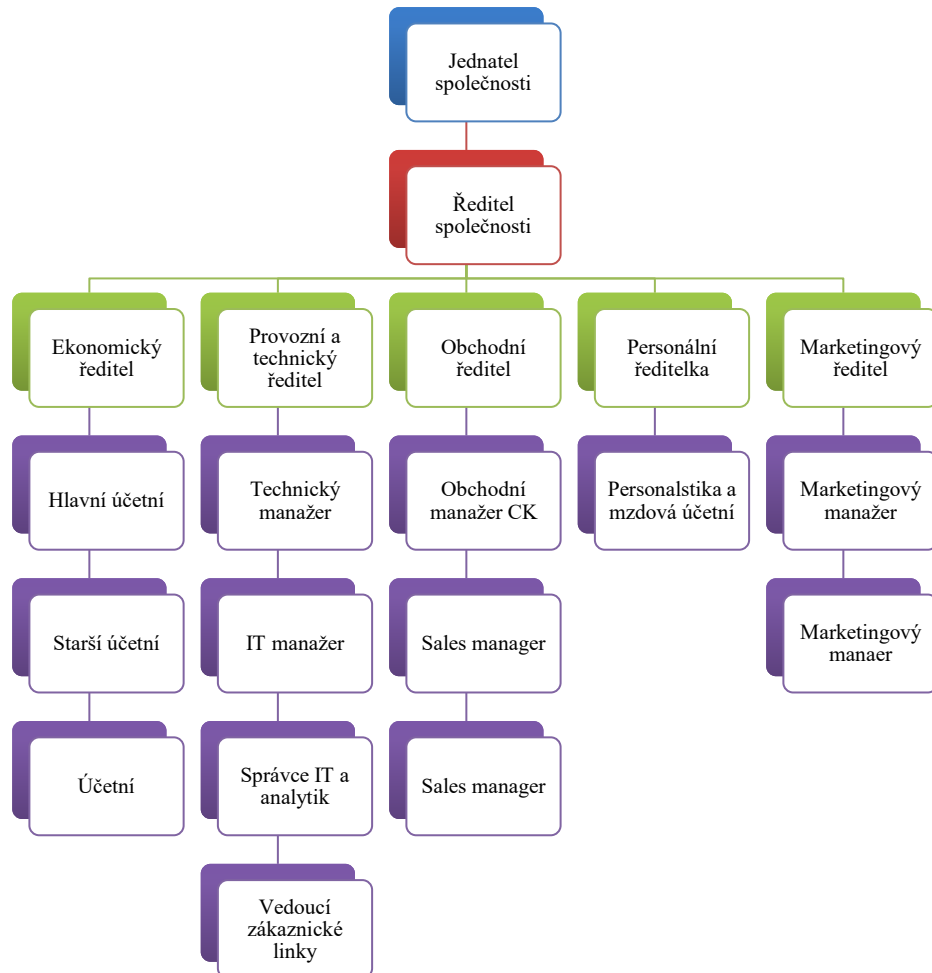 Jednatel
společnosti
Ředitel
společnosti
Ekonomický
ředitel
Provozní a
technický
ředitel
Obchodní
ředitel
Personální
ředitelka
Marketingový
ředitel
Hlavní účetní
Technický
manažer
Obchodní
manažer CK
Personalstika a
mzdová účetní
Marketingový
manažer
Starší účetní
IT manažer
Sales manager
Marketingový
manaer
Účetní
Správce IT a
analytik
Sales manager
Vedoucí
zákaznické
linky